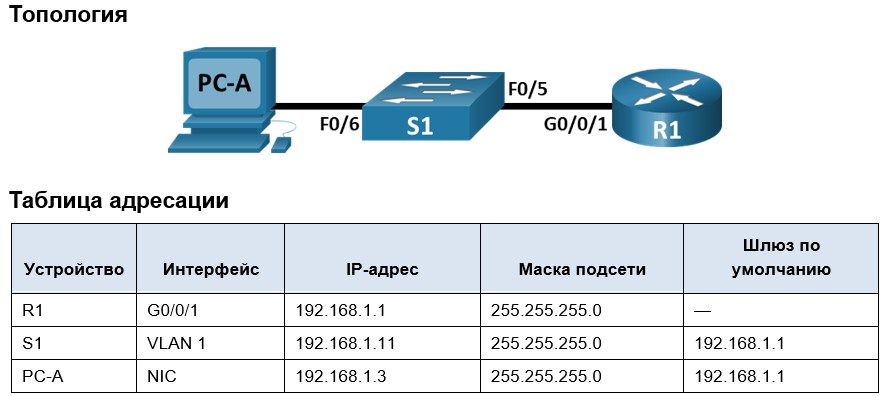 Топология
PC-A
F0/6
S1
F0/5
G0/0/1
R1
Таблица адресации
Устройство Интерфейс IP-адрес Маска подсети Шлюз по умолчанию
R1 G0/0/1 192.168.1.1 255.255.255.0 —
S1 VLAN 1 192.168.1.11 255.255.255.0 192.168.1.1
PC-A NIC 192.168.1.3 255.255.255.0 192.168.1.1